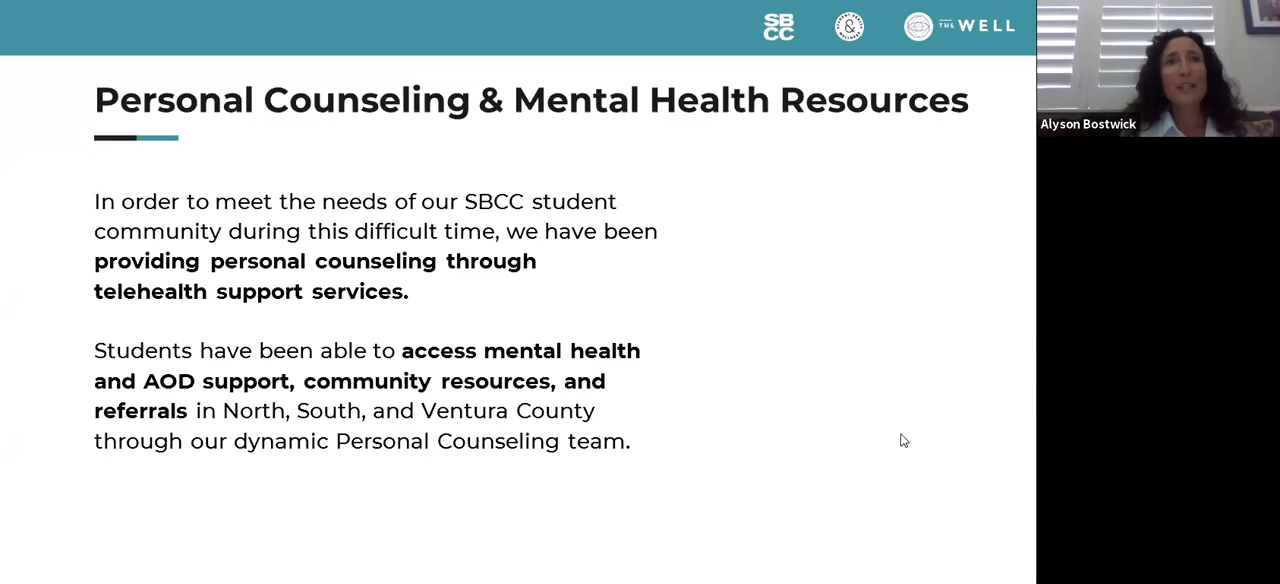 SB
CC
STUDENT HEALTH & WELLNESS
THE WELL
Alyson Bostwick
Personal Counseling & Mental Health Resources
In order to meet the needs of our SBCC student
community during this difficult time, we have been
providing personal counseling through
telehealth support services.
Students have been able to access mental health
and AOD support, community resources, and
referrals in North, South, and Ventura County
through our dynamic Personal Counseling team.